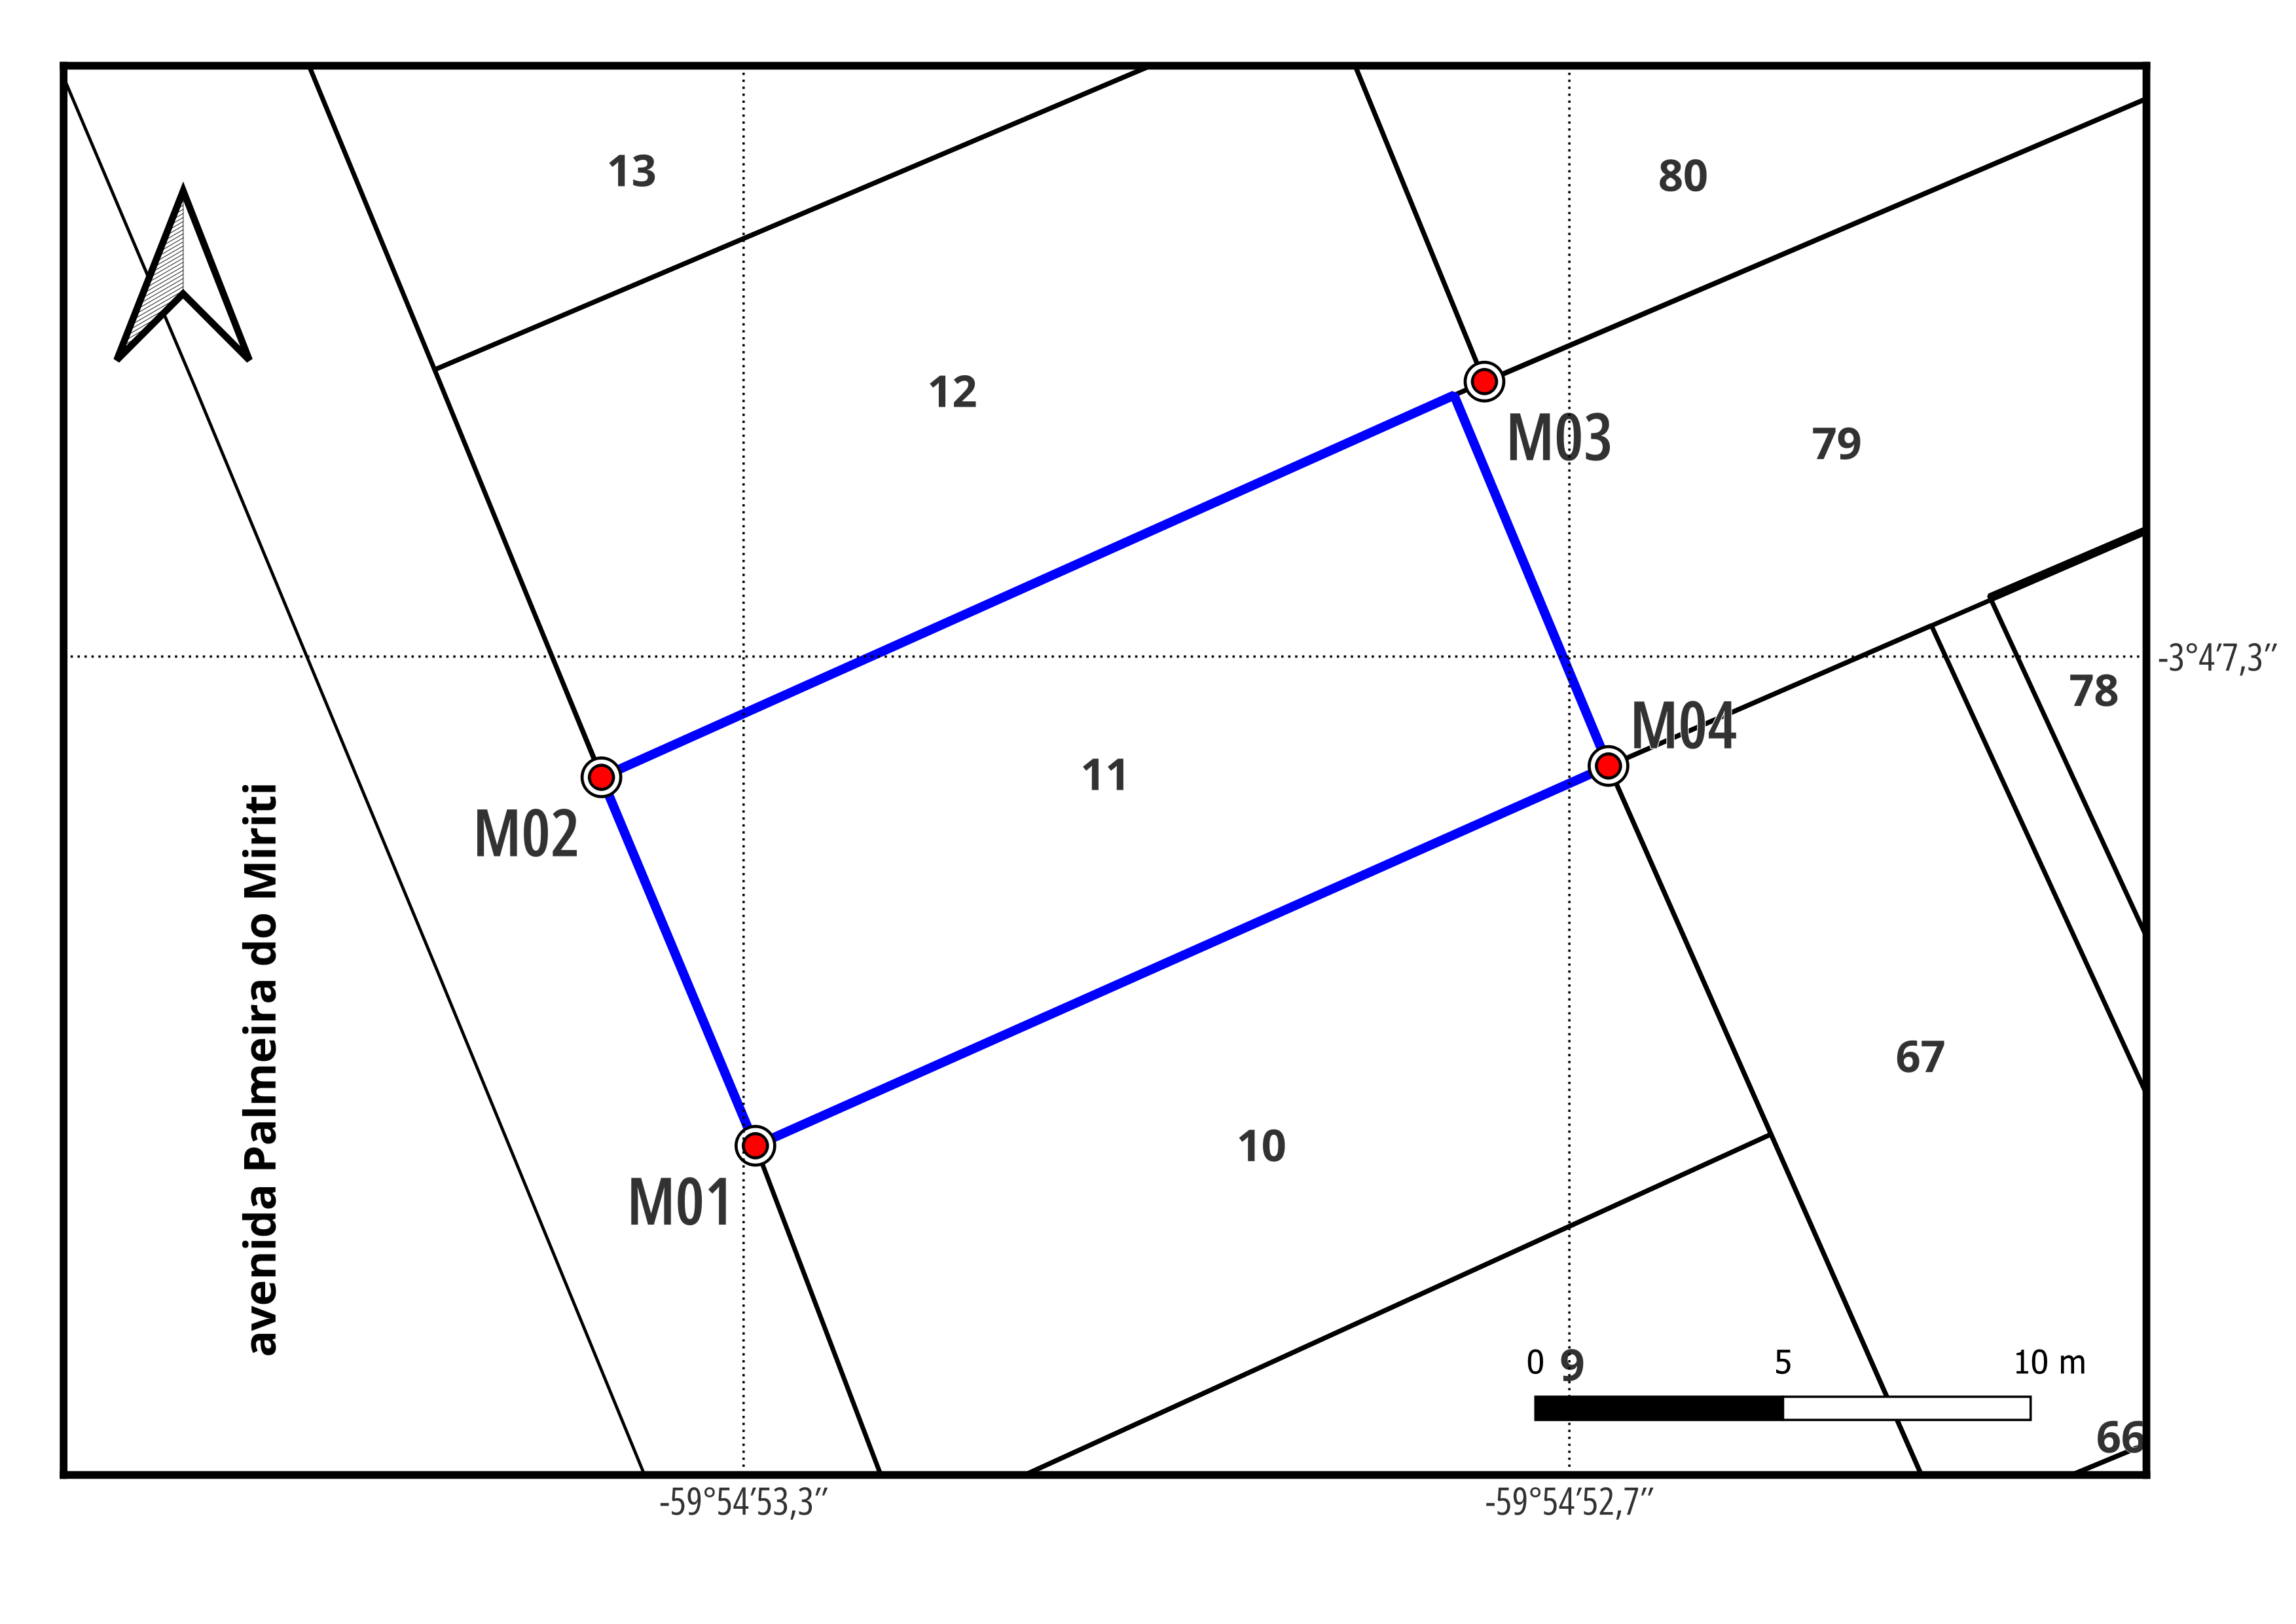 13
80
12
M03
79
-3°4′7,3″
78
M04
11
M02
avenida Palmeira do Miriti
67
10
M01
0 5 10 m
9
66
-59°54′53,3″
-59°54′52,7″